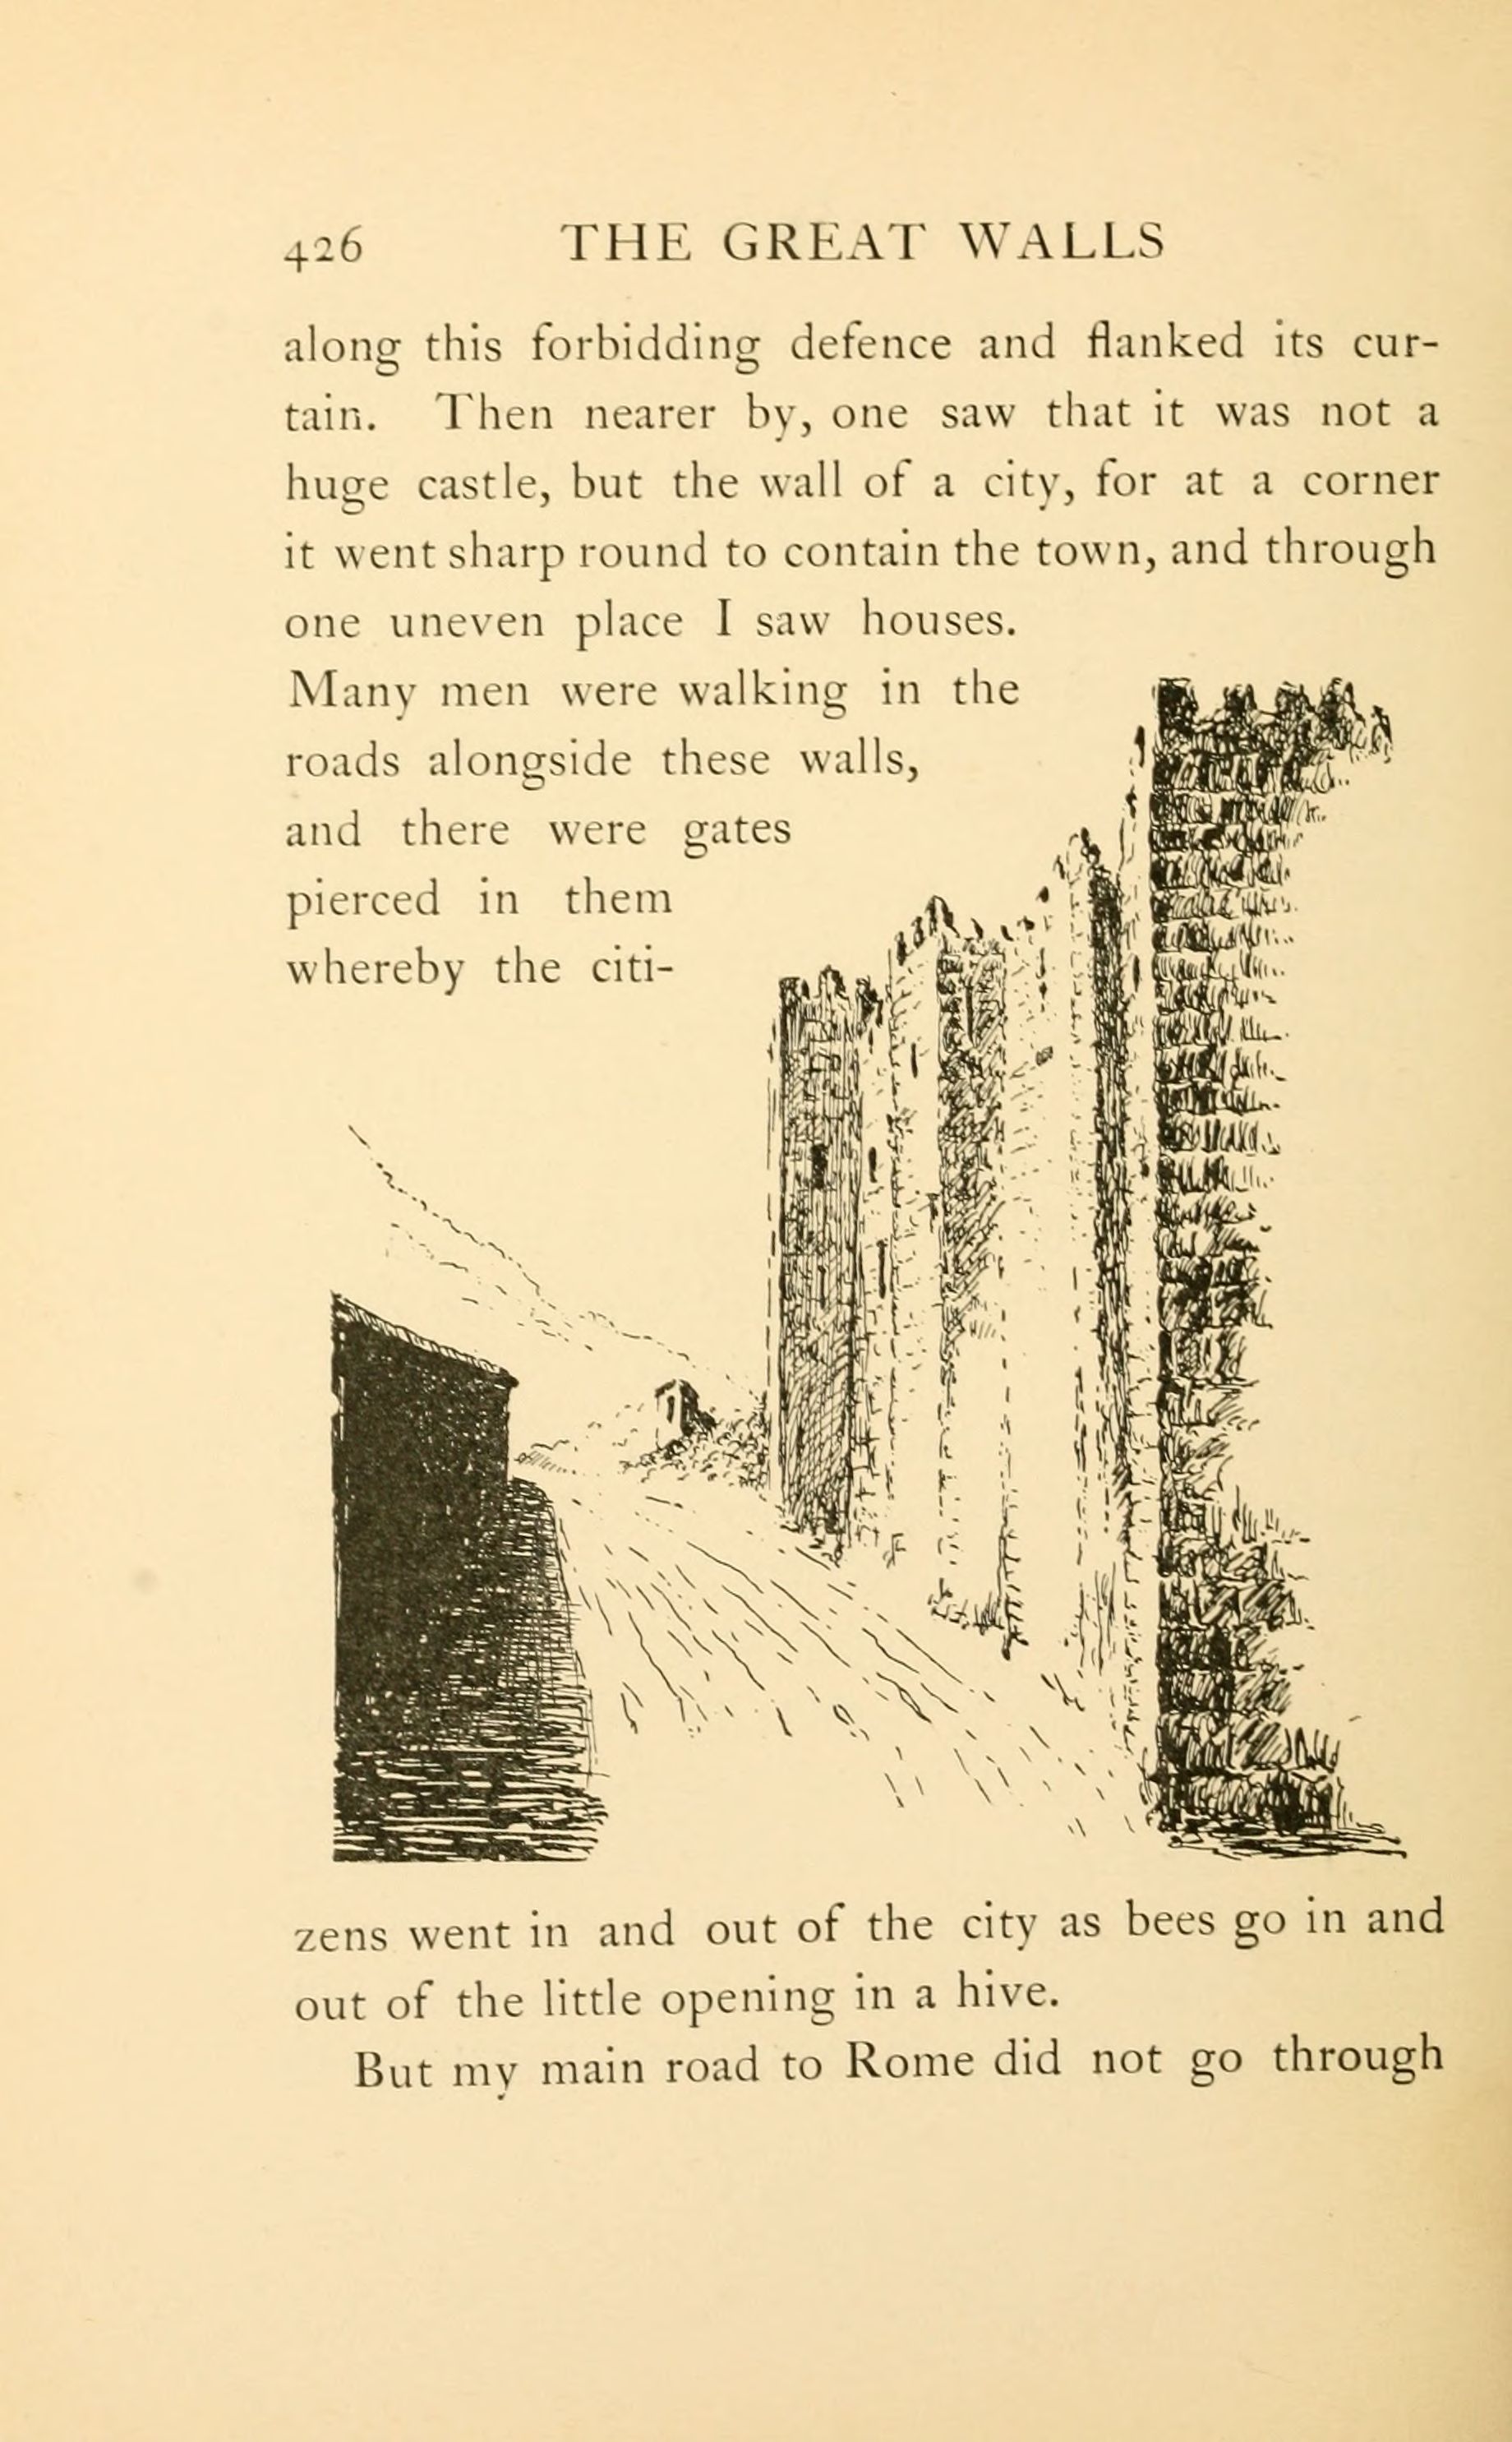 426 THE GREAT WALLS
along this forbidding defence and flanked its cur-
tain. Then nearer by, one saw that it was not a
huge castle, but the wall of a city, for at a corner
it went sharp round to contain the town, and through
one uneven place I saw houses.
Many men were walking in the
roads alongside these walls,
and there were gates
pierced in them
whereby the citi-
zens went in and out of the city as bees go in and
out of the little opening in a hive.
But my main road to Rome did not go through